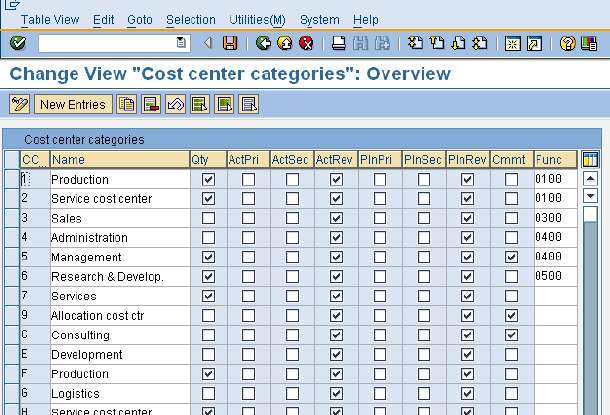 Table View Edit Goto Selection Utilities(M) System Help
Change View "Cost center categories": Overview
New Entries
Cost center categories
CC... Name Qty ActPri ActSec ActRev PlnPri PlnSec PlnRev Cmmt Func
1 Production 0100
2 Service cost center 0100
3 Sales 0300
4 Administration 0400
5 Management 0400
6 Research & Develop. 0500
7 Services
9 Allocation cost ctr
C Consulting
E Development
F Production
G Logistics
H Service cost center